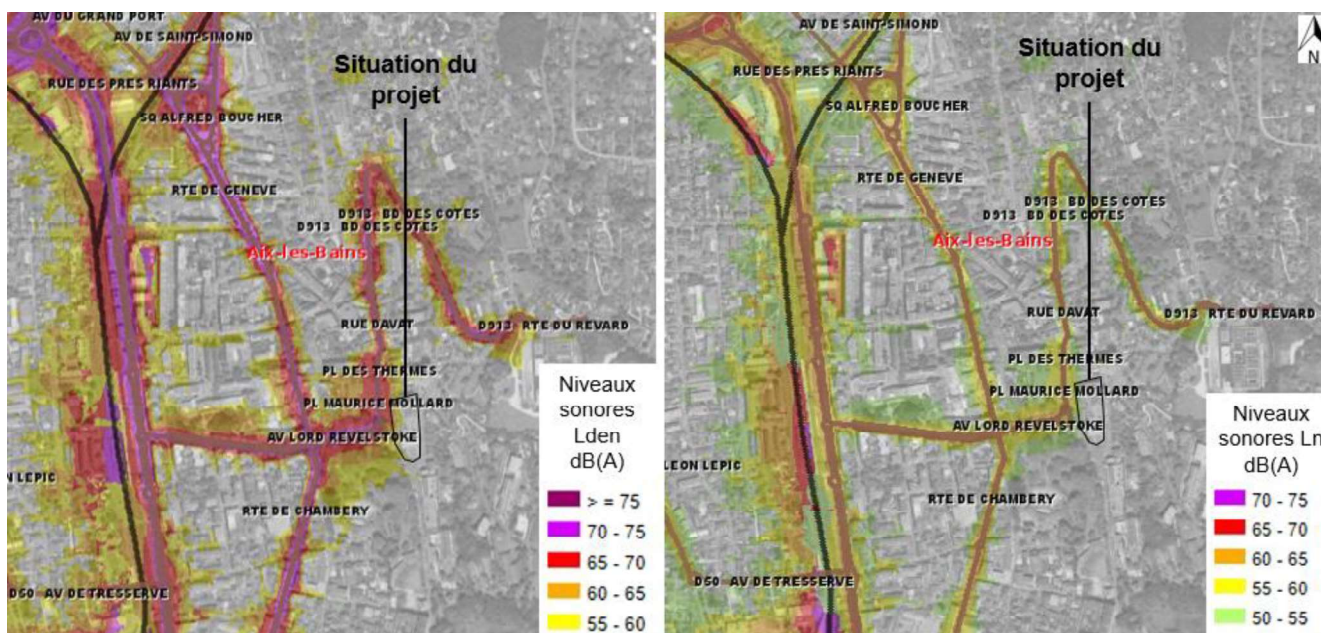 AV DU GRAND PORT
AV DE SAINT-SIMOND
Situation du
projet
RUE DES PRES RIANTS
SQ ALFRED BOUCHER
RTE DE GENEVE
D913 BD DES COTES
D913 BD DES COTES
Aix-les-Bains
RUE DAVAT
D913 RTE DU REVARD
PL DES THERMES
PL MAURICE MOLLARD
AV LORD REVELSTOKE
LEPIC
RTE DE CHAMBERY
D50 AV DE TRESSERVE
Niveaux
sonores
Lden
dB(A)
> = 75
70 - 75
65 - 70
60 - 65
55 - 60
AV DE SAINT-SIMOND
N
Situation du
projet
RUE DES PRES RIANTS
SQ ALFRED BOUCHER
RTE DE GENEVE
D913 BD DES COTES
D913 BD DES COTES
Aix-les-Bains
RUE DAVAT
D913 RTE DU REVARD
PL DES THERMES
PL MAURICE MOLLARD
AV LORD REVELSTOKE
LEON LEPIC
RTE DE CHAMBERY
D50 AV DE TRESSERVE
Niveaux
sonores Ln
dB(A)
70 - 75
65 - 70
60 - 65
55 - 60
50 - 55